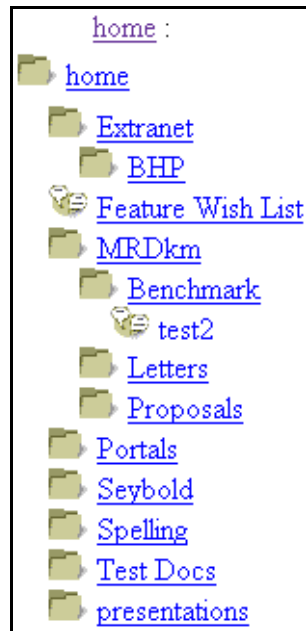 home :
home
Extranet
BHP
Feature Wish List
MRDkm
Benchmark
test2
Letters
Proposals
Portals
Seybold
Spelling
Test Docs
presentations